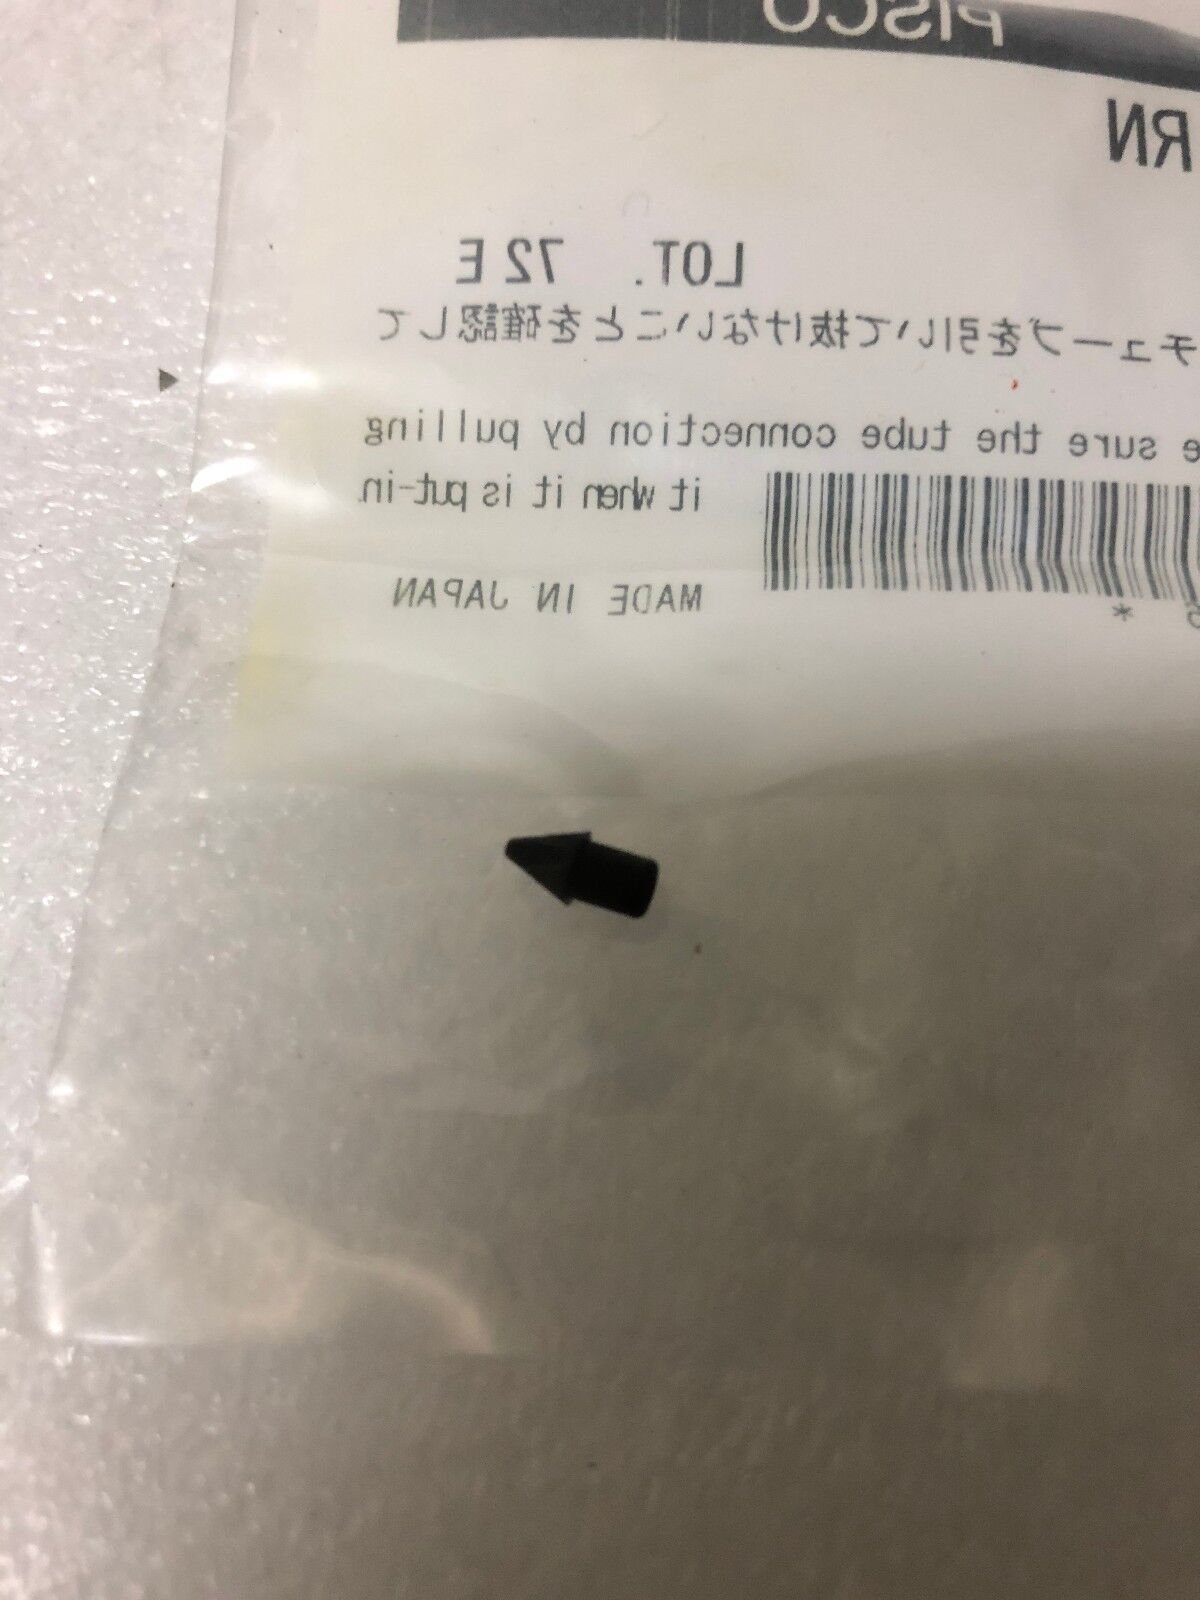 PISCO
RN
LOT. 72E
チューブを引いて抜けないことを確認して
e sure the tube connection by pulling
it when it is put-in.
*
MADE IN JAPAN